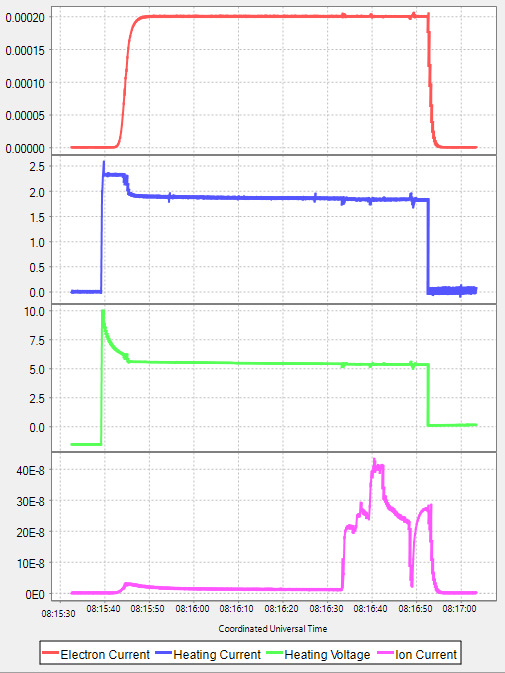 0.00020
0.00015
0.00010
0.00005
0.00000
2.5
2.0
1.5
1.0
0.5
0.0
10.0
7.5
5.0
2.5
0.0
40E-8
30E-8
20E-8
10E-8
0E0
08:15:30 08:15:40 08:15:50 08:16:00 08:16:10 08:16:20 08:16:30 08:16:40 08:16:50 08:17:00
Coordinated Universal Time
Electron Current Heating Current Heating Voltage Ion Current